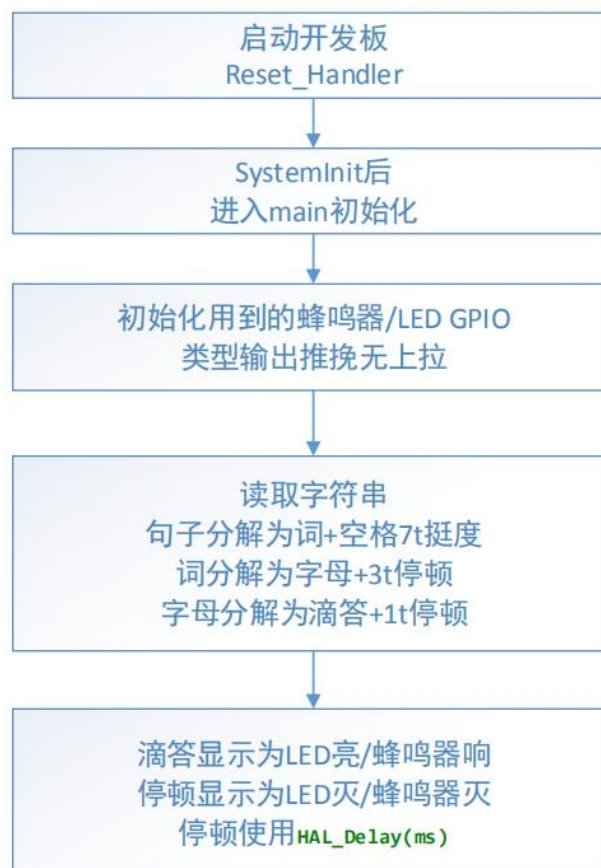 启动开发板
Reset_Handler
SystemInit后
进入main初始化
初始化用到的蜂鸣器/LED GPIO
类型输出推挽无上拉
读取字符串
句子分解为词+空格7t挺度
词分解为字母+3t停顿
字母分解为滴答+1t停顿
滴答显示为LED亮/蜂鸣器响
停顿显示为LED灭/蜂鸣器灭
停顿使用HAL_Delay(ms)